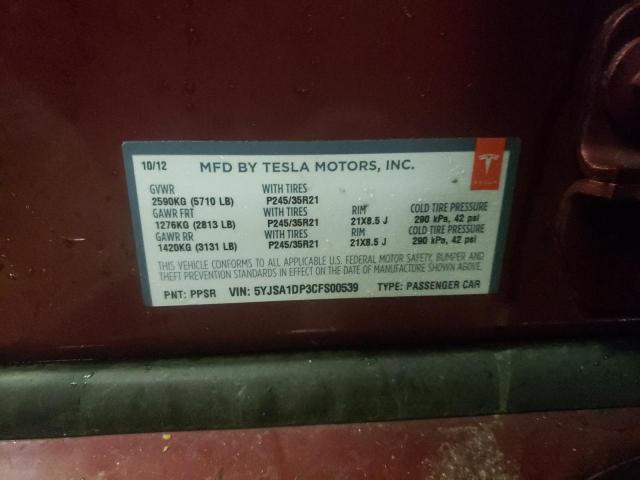 10/12 MFD BY TESLA MOTORS, INC.
GVWR WITH TIRES
2590KG (5710 LB) P245/35R21
GAWR FRT WITH TIRES RIM COLD TIRE PRESSURE
1276KG (2813 LB) P245/35R21 21X8.5 J 290 kPa, 42 psi
GAWR RR WITH TIRES RIM COLD TIRE PRESSURE
1420KG (3131 LB) P245/35R21 21X8.5 J 290 kPa, 42 psi
THIS VEHICLE CONFORMS TO ALL APPLICABLE U.S. FEDERAL MOTOR SAFETY, BUMPER AND
THEFT PREVENTION STANDARDS IN EFFECT ON THE DATE OF MANUFACTURE SHOWN ABOVE.
PNT: PPSR VIN: 5YJSA1DP3CFS00539 TYPE: PASSENGER CAR
TESLA